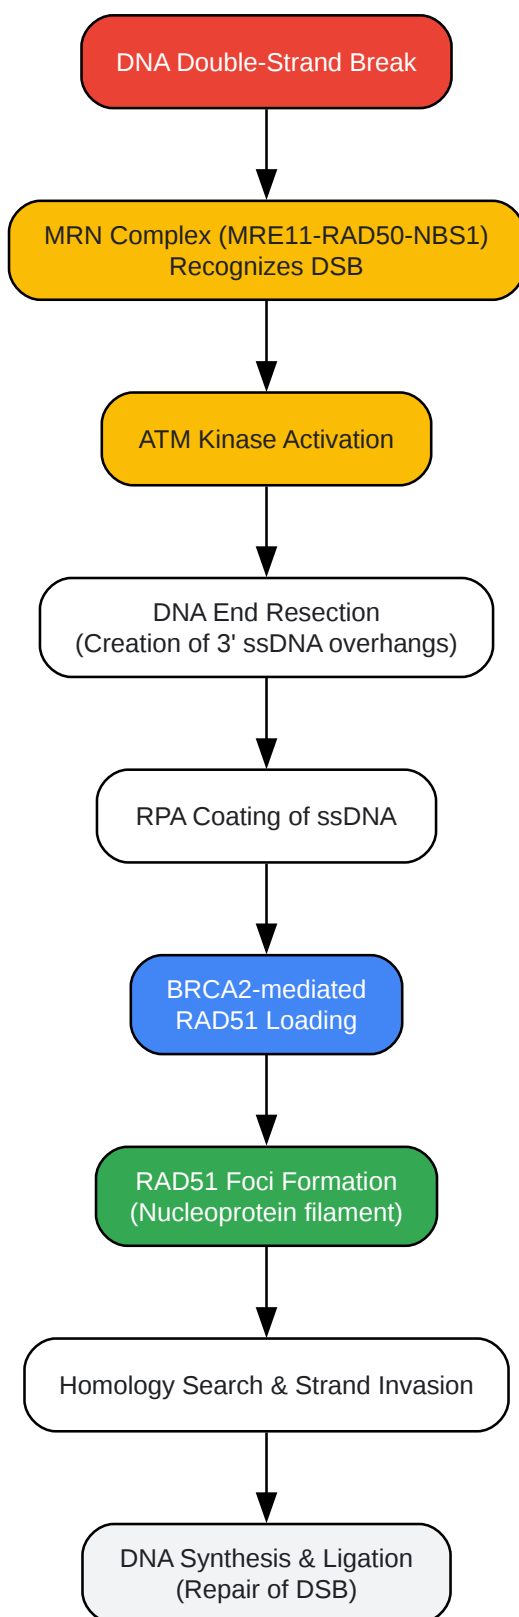 DNA Double-Strand Break
MRN Complex (MRE11-RAD50-NBS1)
Recognizes DSB
ATM Kinase Activation
DNA End Resection
(Creation of 3' ssDNA overhangs)
RPA Coating of ssDNA
BRCA2-mediated
RAD51 Loading
RAD51 Foci Formation
(Nucleoprotein filament)
Homology Search & Strand Invasion
DNA Synthesis & Ligation
(Repair of DSB)